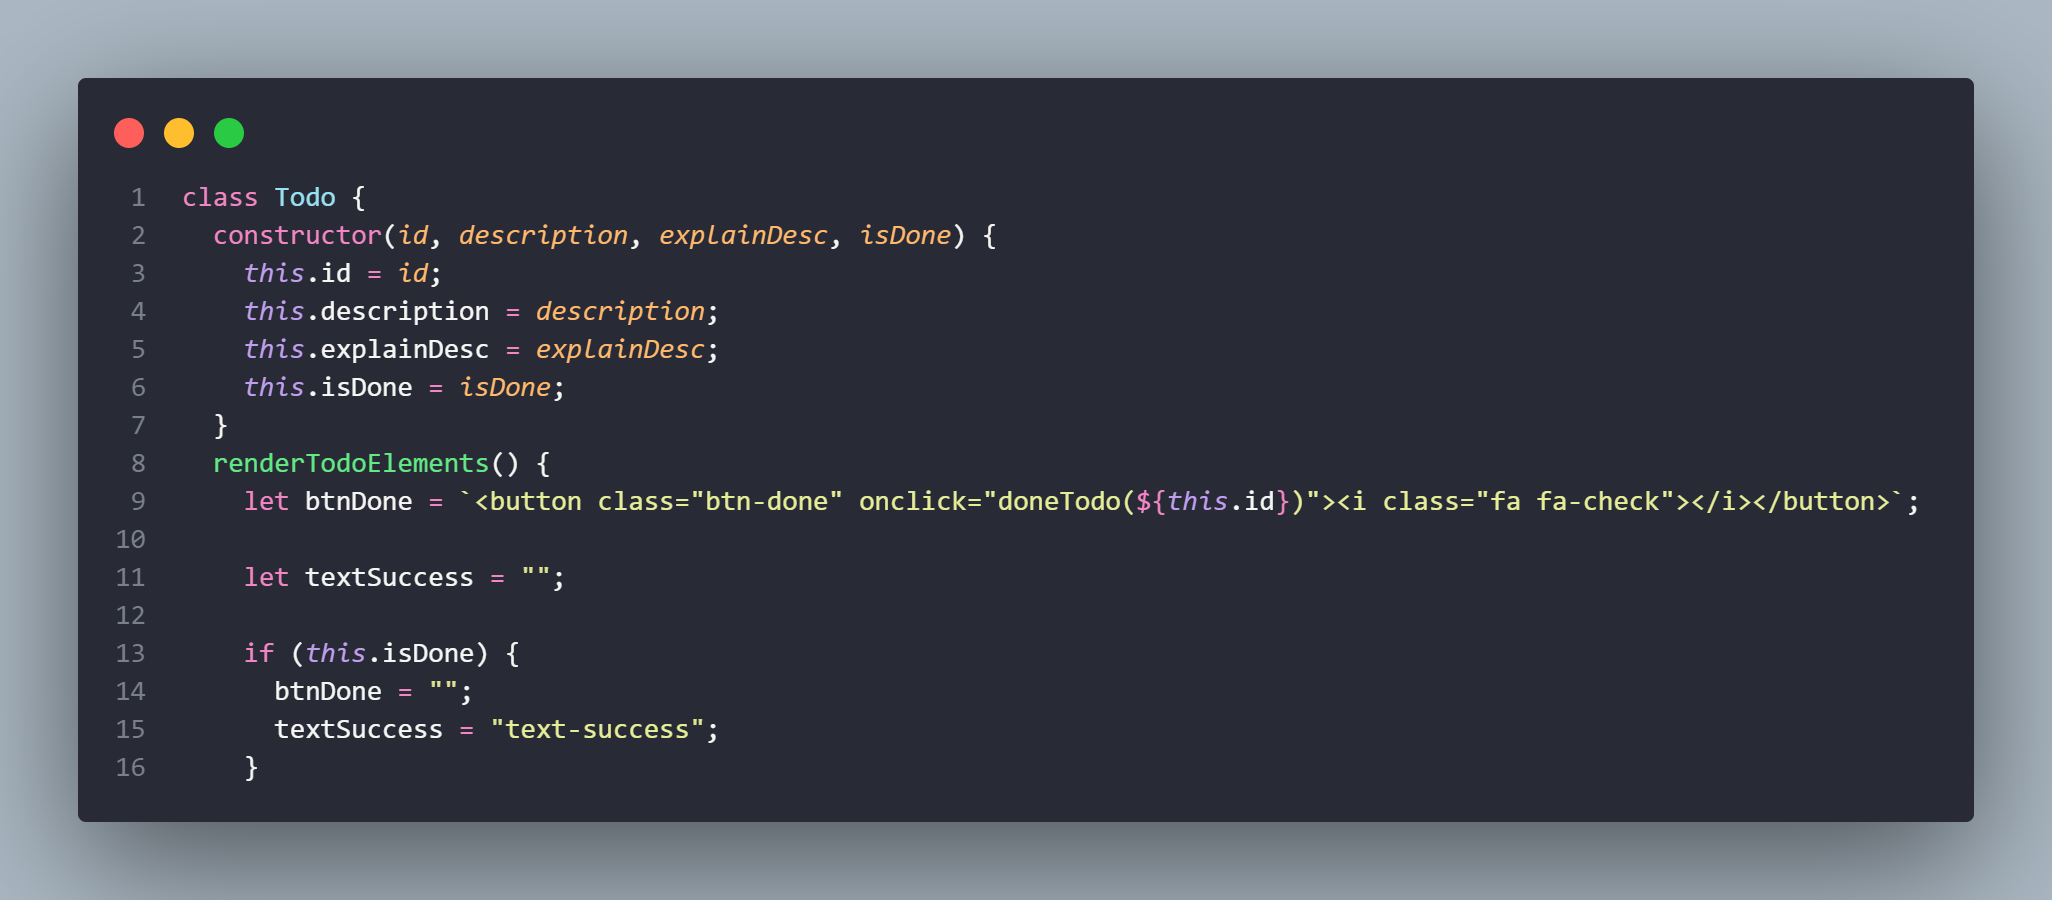 1 class Todo {
2   constructor(id, description, explainDesc, isDone) {
3     this.id = id;
4     this.description = description;
5     this.explainDesc = explainDesc;
6     this.isDone = isDone;
7   }
8   renderTodoElements() {
9     let btnDone = `<button class="btn-done" onclick="doneTodo(${this.id})"><i class="fa fa-check"></i></button>`;
10
11     let textSuccess = "";
12
13     if (this.isDone) {
14       btnDone = "";
15       textSuccess = "text-success";
16     }